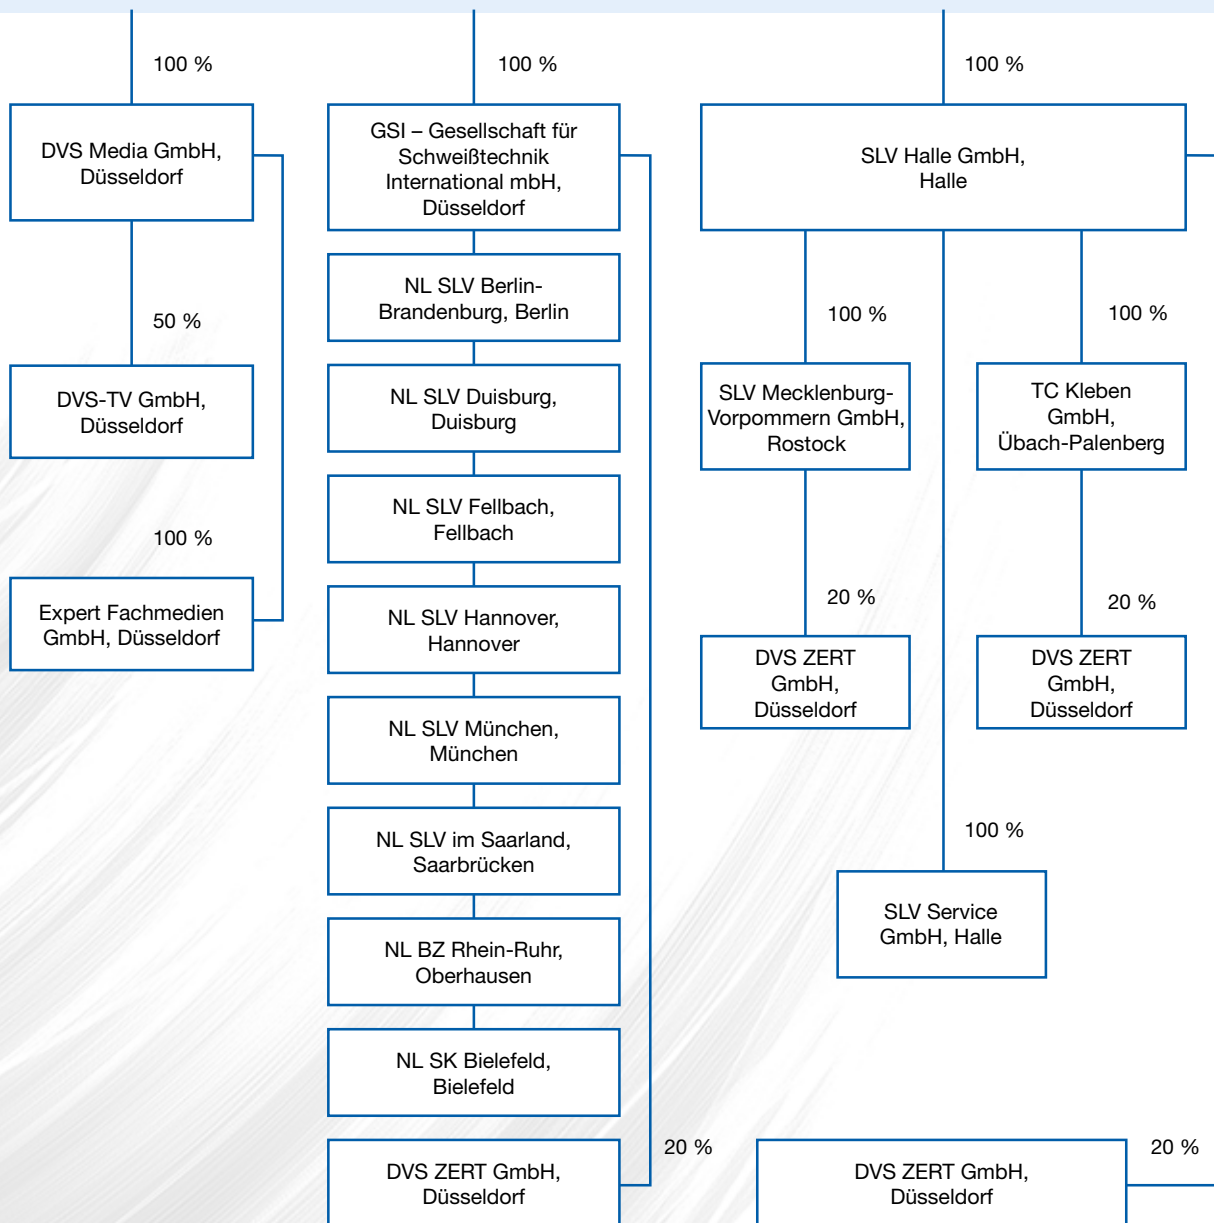 100 %
DVS Media GmbH,
Düsseldorf
50 %
DVS-TV GmbH,
Düsseldorf
100 %
Expert Fachmedien
GmbH, Düsseldorf
100 %
GSI – Gesellschaft für
Schweißtechnik
International mbH,
Düsseldorf
NL SLV Berlin-
Brandenburg, Berlin
NL SLV Duisburg,
Duisburg
NL SLV Fellbach,
Fellbach
NL SLV Hannover,
Hannover
NL SLV München,
München
NL SLV im Saarland,
Saarbrücken
NL BZ Rhein-Ruhr,
Oberhausen
NL SK Bielefeld,
Bielefeld
20 %
DVS ZERT GmbH,
Düsseldorf
100 %
SLV Halle GmbH,
Halle
100 %
SLV Mecklenburg-
Vorpommern GmbH,
Rostock
20 %
DVS ZERT
GmbH,
Düsseldorf
100 %
TC Kleben
GmbH,
Übach-Palenberg
20 %
DVS ZERT
GmbH,
Düsseldorf
100 %
SLV Service
GmbH, Halle
20 %
DVS ZERT GmbH,
Düsseldorf